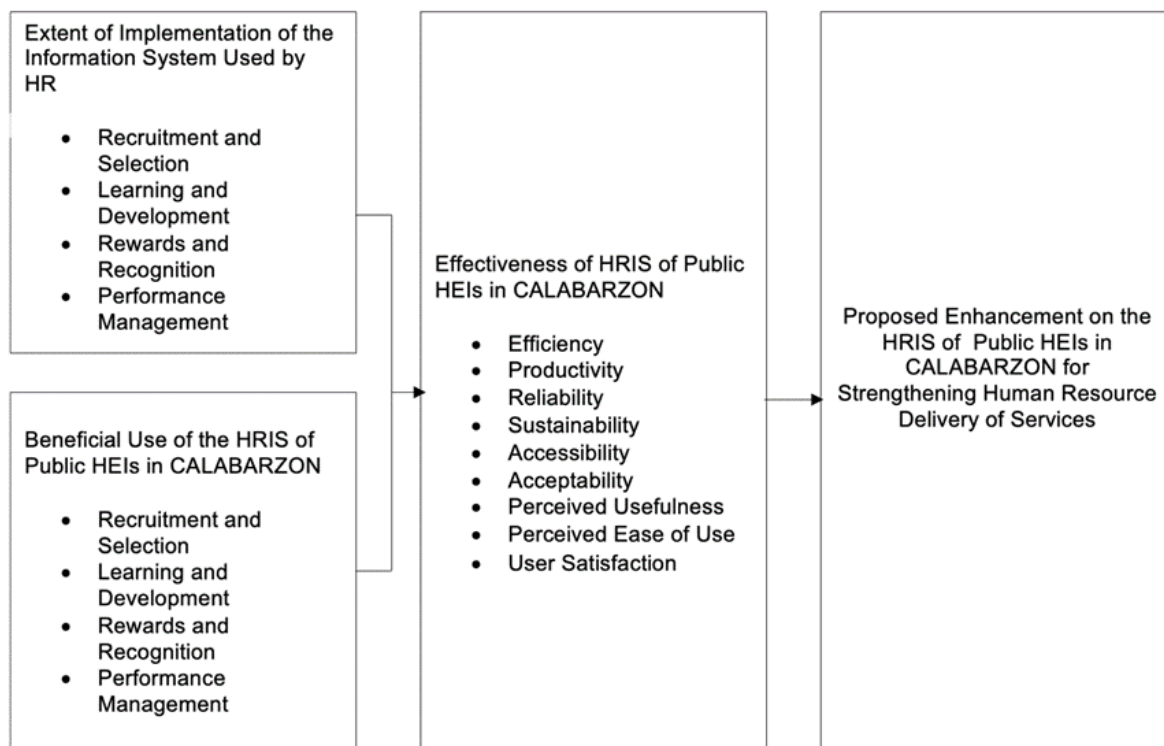 Extent of Implementation of the
Information System Used by
HR
• Recruitment and
Selection
• Learning and
Development
• Rewards and
Recognition
• Performance
Management
Beneficial Use of the HRIS of
Public HEIs in CALABARZON
• Recruitment and
Selection
• Learning and
Development
• Rewards and
Recognition
• Performance
Management
Effectiveness of HRIS of Public
HEIs in CALABARZON
• Efficiency
• Productivity
• Reliability
• Sustainability
• Accessibility
• Acceptability
• Perceived Usefulness
• Perceived Ease of Use
• User Satisfaction
Proposed Enhancement on the
HRIS of Public HEIs in
CALABARZON for
Strengthening Human Resource
Delivery of Services